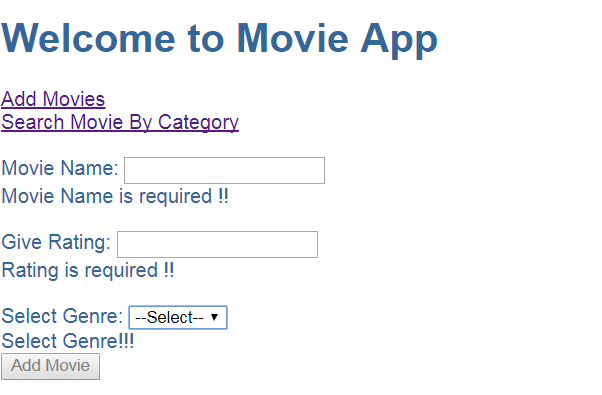 Welcome to Movie App
Add Movies
Search Movie By Category
Movie Name:
Movie Name is required !!
Give Rating:
Rating is required !!
Select Genre: --Select--
Select Genre!!!
Add Movie